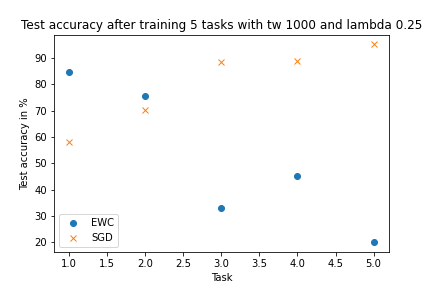 Test accuracy after training 5 tasks with tw 1000 and lambda 0.25
Test accuracy in %
90
80
70
60
50
40
30
20
EWC
SGD
1.0 1.5 2.0 2.5 3.0 3.5 4.0 4.5 5.0
Task